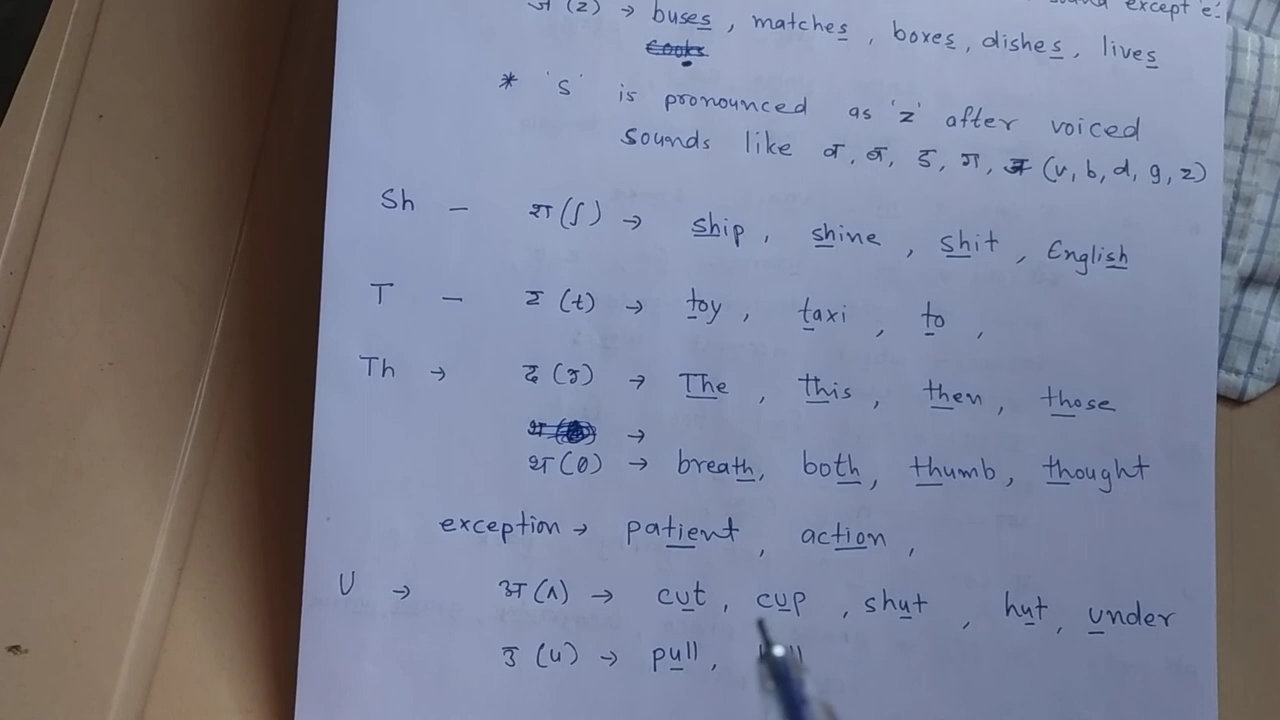 ज (z) → buses, matches, boxes, dishes, lives
* 's' is pronounced as 'z' after voiced
sounds like व, ब, ड, ग, ज (v, b, d, g, z)
Sh – श (ʃ) → ship, shine, shit, English
T – ट (t) → toy, taxi, to,
Th → द (ठ) → The, this, then, those
→
थ (θ) → breath, both, thumb, thought
exception → patient, action,
U → अ (ʌ) → cut, cup, shut, hut, under
उ (u) → pull,